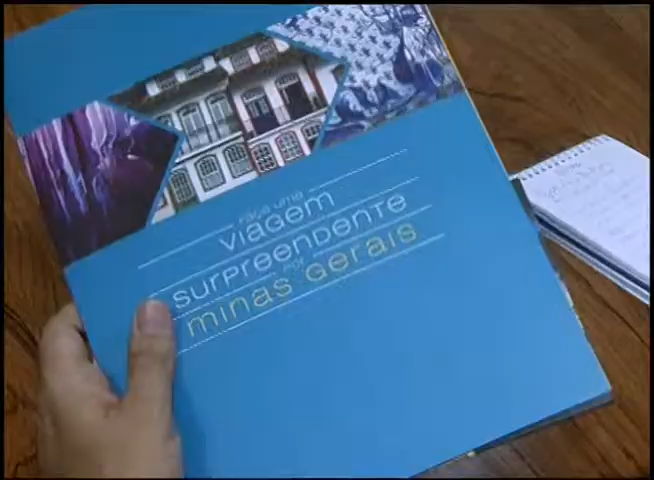 Faça uma
viagem
surpreendente
por
minas gerais